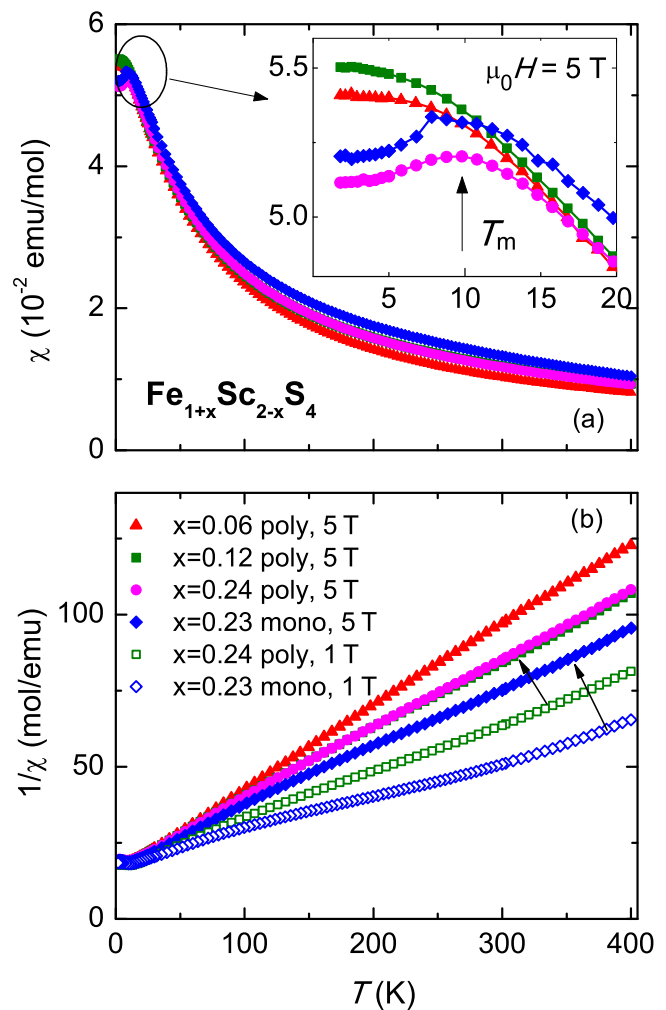 6
4
2
0
χ (10⁻² emu/mol)
5.5
5.0
μ₀H = 5 T
Tₘ
5 10 15 20
Fe₁₊ₓSc₂₋ₓS₄
(a)
(b)
x=0.06 poly, 5 T
x=0.12 poly, 5 T
x=0.24 poly, 5 T
x=0.23 mono, 5 T
x=0.24 poly, 1 T
x=0.23 mono, 1 T
100
50
0
1/χ (mol/emu)
0 100 200 300 400
T (K)